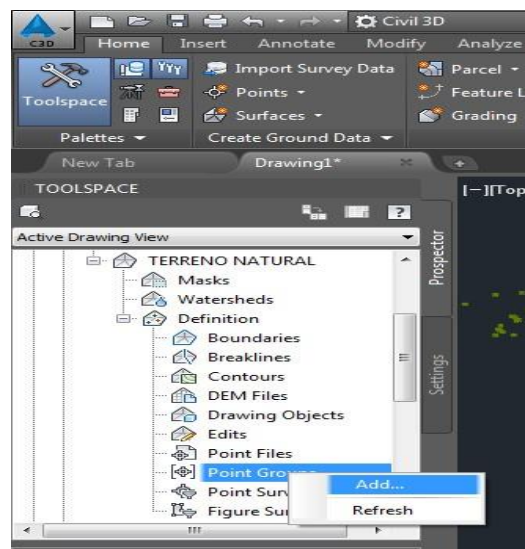 C3D
Civil 3D
Home Insert Annotate Modify Analyze
Toolspace
Import Survey Data
Points
Surfaces
Parcel
Feature L
Grading
Palettes
Create Ground Data
New Tab
Drawing1*
TOOLSPACE
[−][Top
Active Drawing View
TERRENO NATURAL
Masks
Watersheds
Definition
Boundaries
Breaklines
Contours
DEM Files
Drawing Objects
Edits
Point Files
Point Groups
Point Surv
Figure Sur
Add...
Refresh
Prospector
Settings